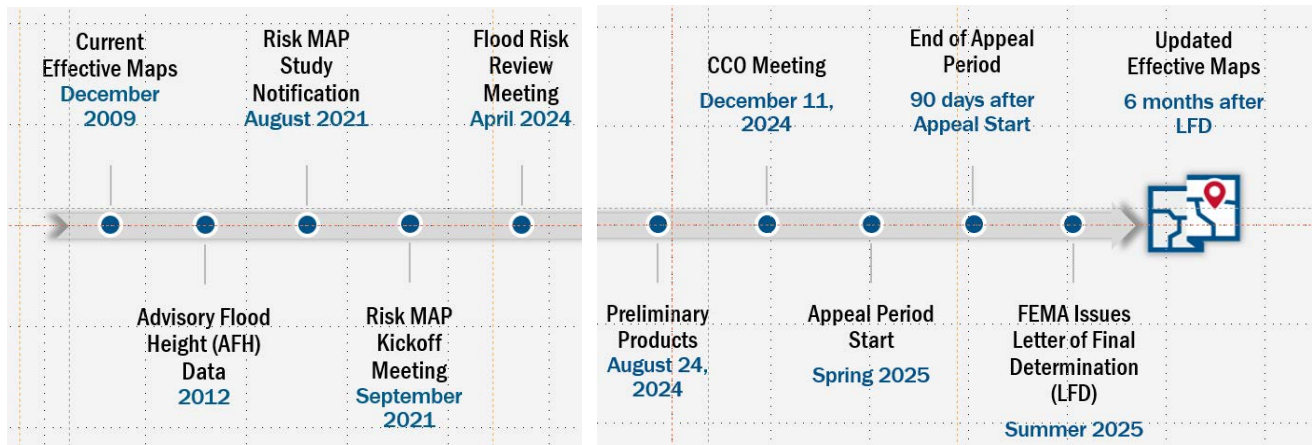 Current
Effective Maps
December
2009
Advisory Flood
Height (AFH)
Data
2012
Risk MAP
Study
Notification
August 2021
Risk MAP
Kickoff
Meeting
September
2021
Flood Risk
Review
Meeting
April 2024
Preliminary
Products
August 24,
2024
CCO Meeting
December 11,
2024
Appeal Period
Start
Spring 2025
End of Appeal
Period
90 days after
Appeal Start
FEMA Issues
Letter of Final
Determination
(LFD)
Summer 2025
Updated
Effective Maps
6 months after
LFD